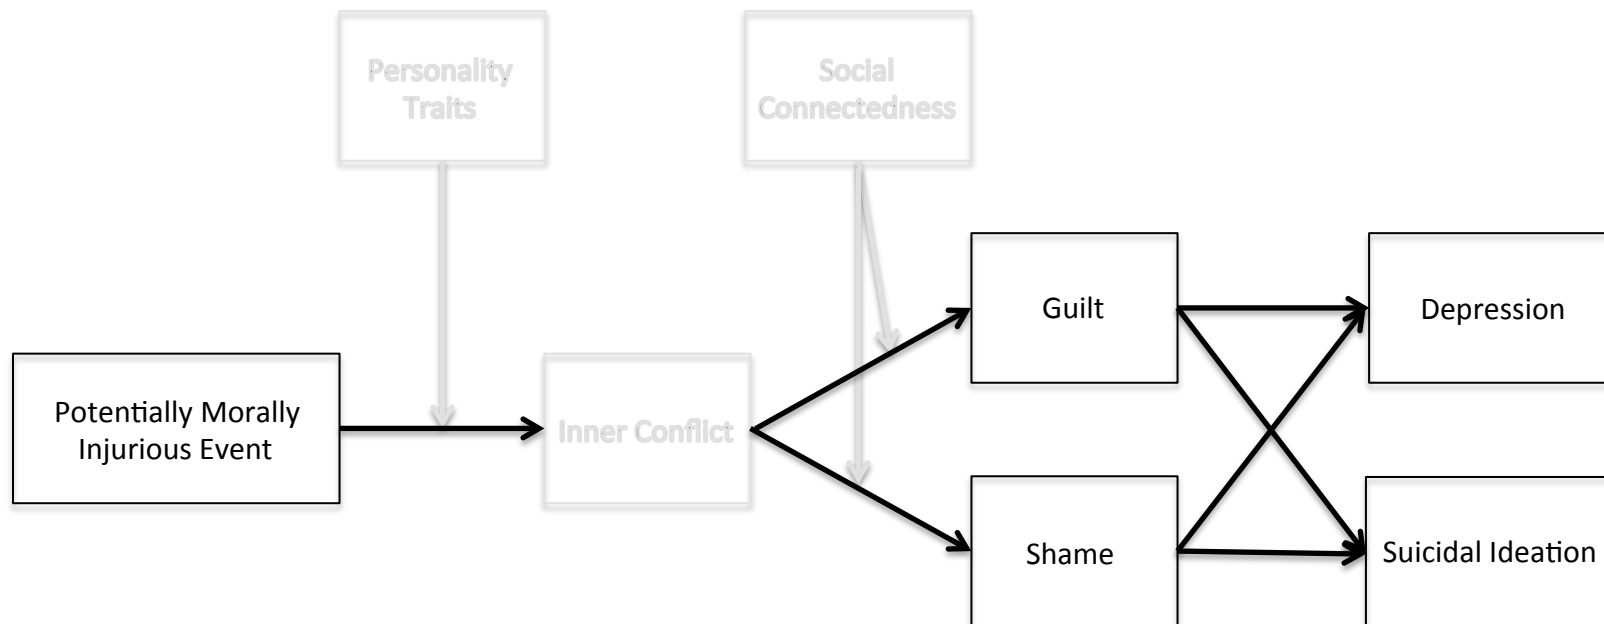 Personality
Traits
Social
Connectedness
Guilt
Depression
Potentially Morally
Injurious Event
Inner Conflict
Shame
Suicidal Ideation